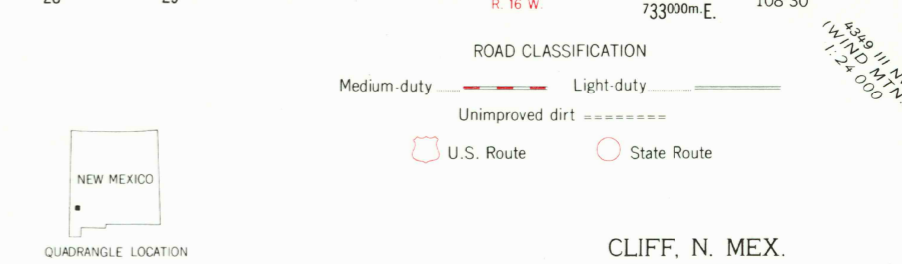 R. 16 W.
733000m.E.
ROAD CLASSIFICATION
Medium-duty Light-duty
Unimproved dirt
U.S. Route State Route
4349 III N
(WIND MTN
1:24 000
NEW MEXICO
QUADRANGLE LOCATION
CLIFF, N. MEX.